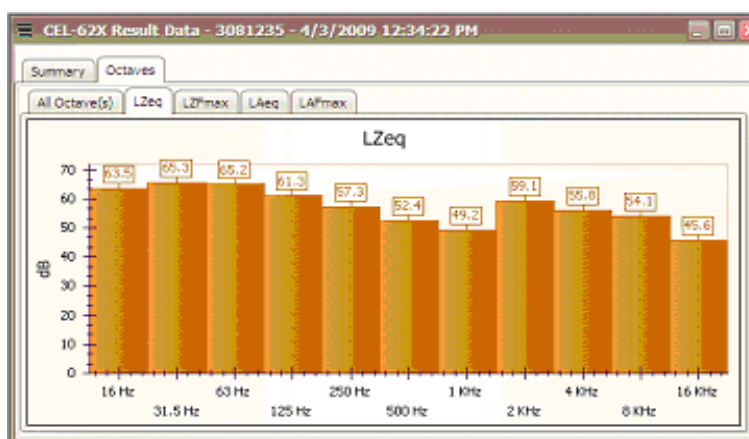 CEL-62X Result Data - 3081235 - 4/3/2009 12:34:22 PM
Summary Octaves
All Octave(s) LZeq LZFmax LAeq LAFmax
LZeq
70
60
50
40
30
20
10
0
dB
63.5 65.3 65.2 61.3 57.3 52.4 49.2 59.1 55.8 54.1 45.6
16 Hz 63 Hz 250 Hz 1 KHz 4 KHz 16 KHz
31.5 Hz 125 Hz 500 Hz 2 KHz 8 KHz